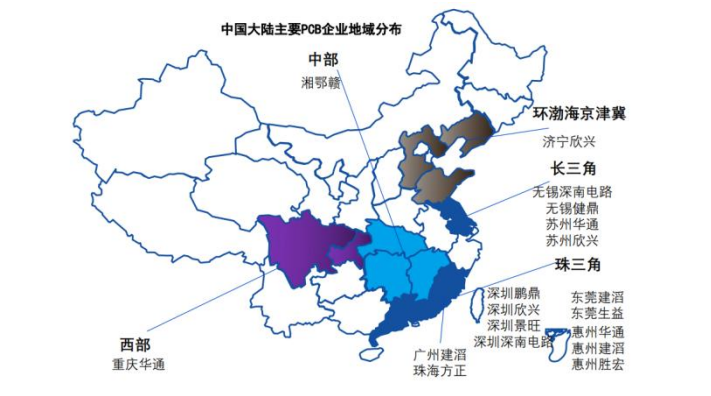 中国大陆主要PCB企业地域分布
中部
湘鄂赣
环渤海京津冀
济宁欣兴
长三角
无锡深南电路
无锡健鼎
苏州华通
苏州欣兴
珠三角
深圳鹏鼎
深圳欣兴
深圳景旺
深圳深南电路
东莞建滔
东莞生益
惠州华通
惠州建滔
惠州胜宏
广州建滔
珠海方正
西部
重庆华通